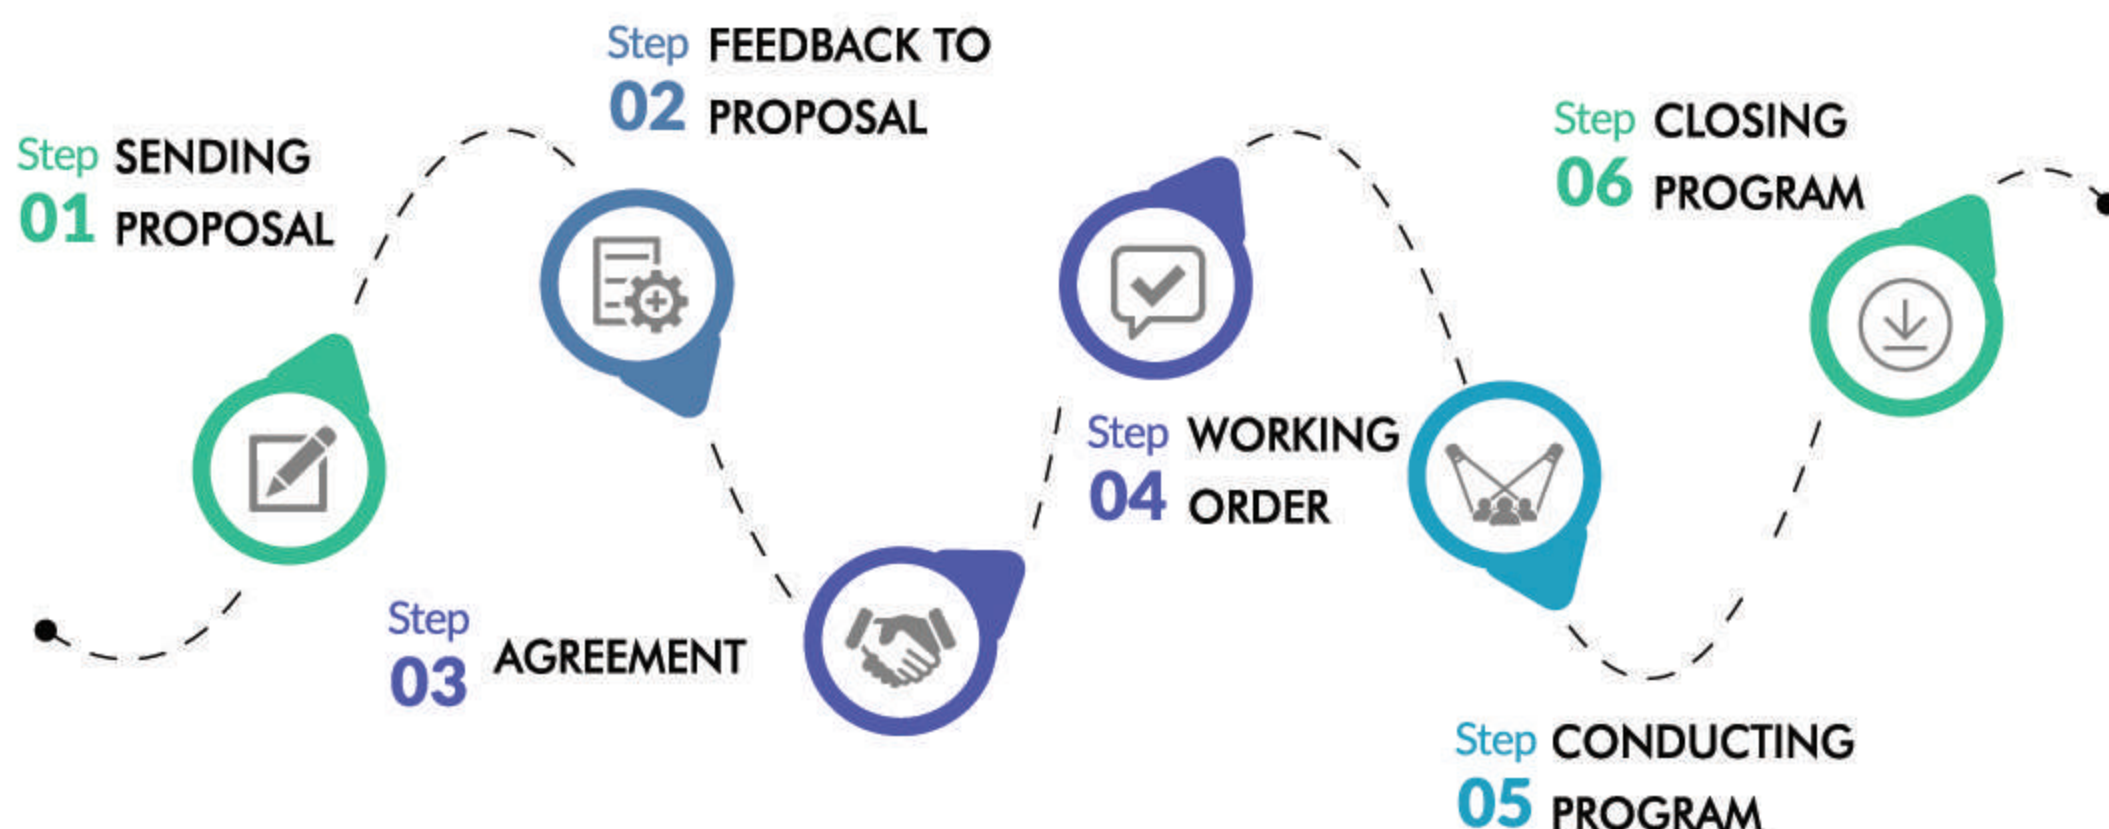 Step SENDING
01 PROPOSAL
Step FEEDBACK TO
02 PROPOSAL
Step
03 AGREEMENT
Step WORKING
04 ORDER
Step CONDUCTING
05 PROGRAM
Step CLOSING
06 PROGRAM